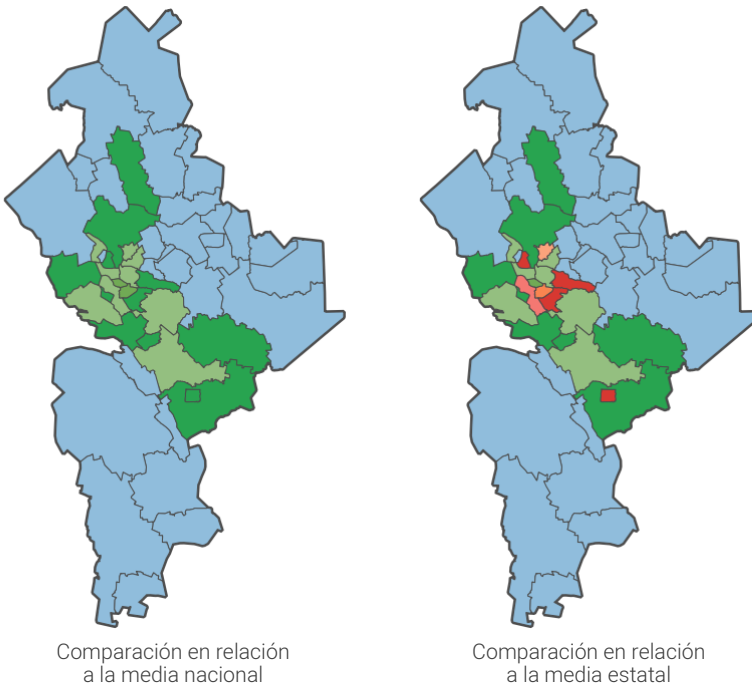 Comparación en relación
a la media nacional
Comparación en relación
a la media estatal